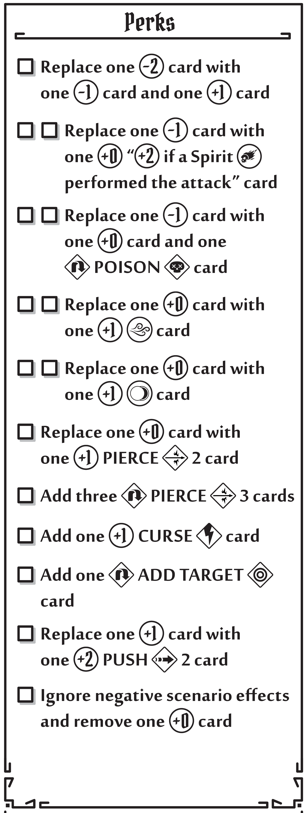 Perks
Replace one -2 card with
one -1 card and one +1 card
Replace one -1 card with
one +0 "+2 if a Spirit
performed the attack" card
Replace one -1 card with
one +0 card and one
POISON card
Replace one +0 card with
one +1 card
Replace one +0 card with
one +1 card
Replace one +0 card with
one +1 PIERCE 2 card
Add three PIERCE 3 cards
Add one +1 CURSE card
Add one ADD TARGET
card
Replace one +1 card with
one +2 PUSH 2 card
Ignore negative scenario effects
and remove one +0 card